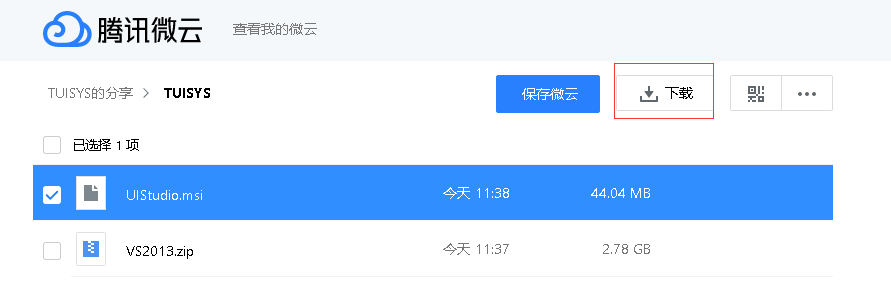 腾讯微云 查看我的微云
TUISYS的分享 > TUISYS 保存微云 下载 ...
已选择 1 项
UIStudio.msi 今天 11:38 44.04 MB
VS2013.zip 今天 11:37 2.78 GB